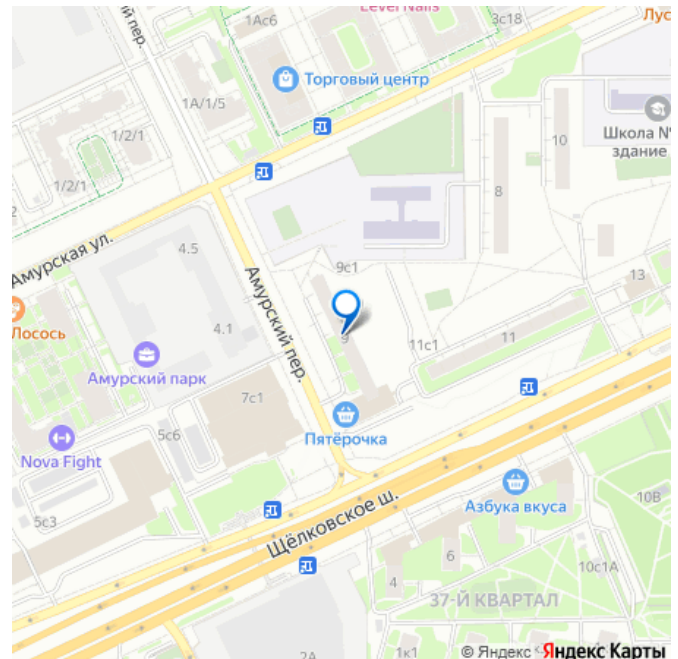 1Ас6
Level Nails
3с18
Лус
й пер.
Торговый центр
1А/1/5
1/2/1
1/2/1
2
10
Школа №
здание
8
Амурская ул.
4.5
9с1
13
Амурский пер.
Лосось
4.1
9
11с1
11
Амурский парк
7с1
Пятёрочка
5с6
Nova Fight
Азбука вкуса
10В
5с3
Щёлковское ш.
6
10с1А
4
37-Й КВАРТАЛ
2А
1к1
© Яндекс Яндекс Карты